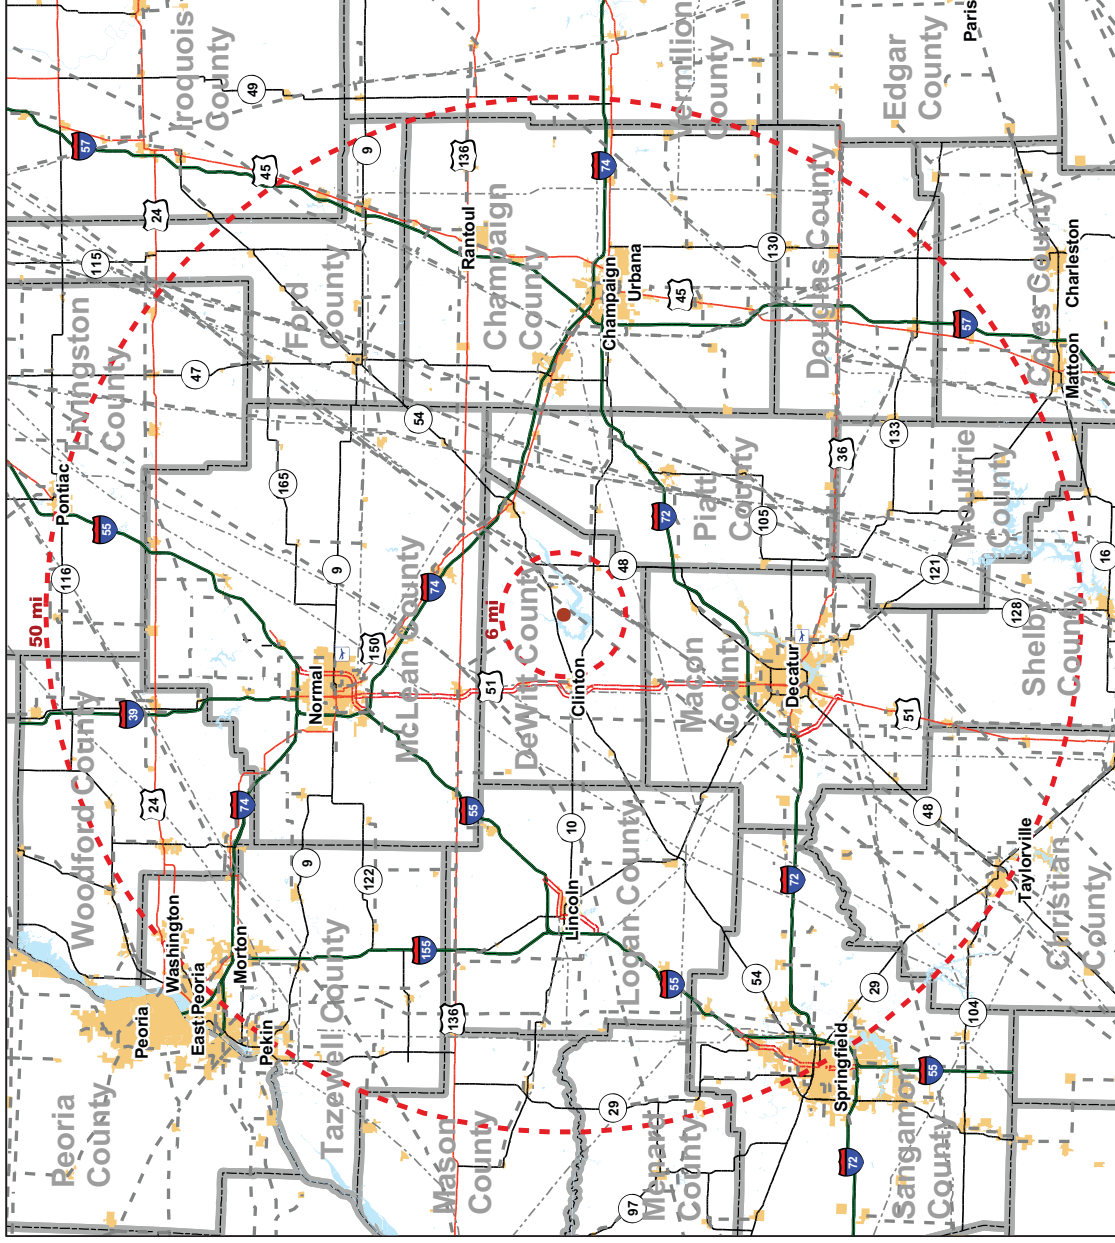 50 mi
Pontiac
116
Peoria
County
Woodford County
Livingston
County
57
115
55
39
Peoria
24
24
Washington
East Peoria
Morton
Pekin
74
47
Iroquois
County
49
45
9
165
Ford
County
Normal
9
9
Tazewell County
122
150
McLean County
74
54
136
Rantoul
136
155
55
51
Mason
County
Champaign
County
6 mi
DeWitt County
Clinton
10
Lincoln
Logan County
29
97
48
Champaign
Urbana
74
45
72
55
Menard
County
Macon
County
Piatt
County
Vermilion
County
105
130
54
72
Decatur
Douglas County
36
Springfield
72
29
Sangamon
County
55
51
48
133
121
57
Edgar
County
Paris
104
Moultrie
County
128
Taylorville
Christian
County
Shelby
County
Coles County
Mattoon
Charleston
16